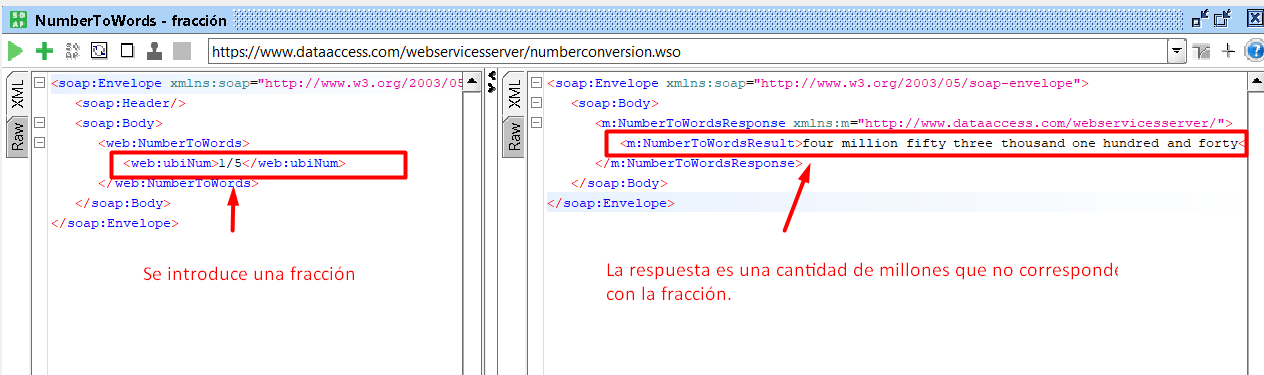 NumberToWords - fracción
https://www.dataaccess.com/webservicesserver/numberconversion.wso
XML
Raw
<soap:Envelope xmlns:soap="http://www.w3.org/2003/05
<soap:Header/>
<soap:Body>
<web:NumberToWords>
<web:ubiNum>1/5</web:ubiNum>
</web:NumberToWords>
</soap:Body>
</soap:Envelope>
Se introduce una fracción
XML
Raw
<soap:Envelope xmlns:soap="http://www.w3.org/2003/05/soap-envelope">
<soap:Body>
<m:NumberToWordsResponse xmlns:m="http://www.dataaccess.com/webservicesserver/">
<m:NumberToWordsResult>four million fifty three thousand one hundred and forty<
</m:NumberToWordsResponse>
</soap:Body>
</soap:Envelope>
La respuesta es una cantidad de millones que no corresponde
con la fracción.